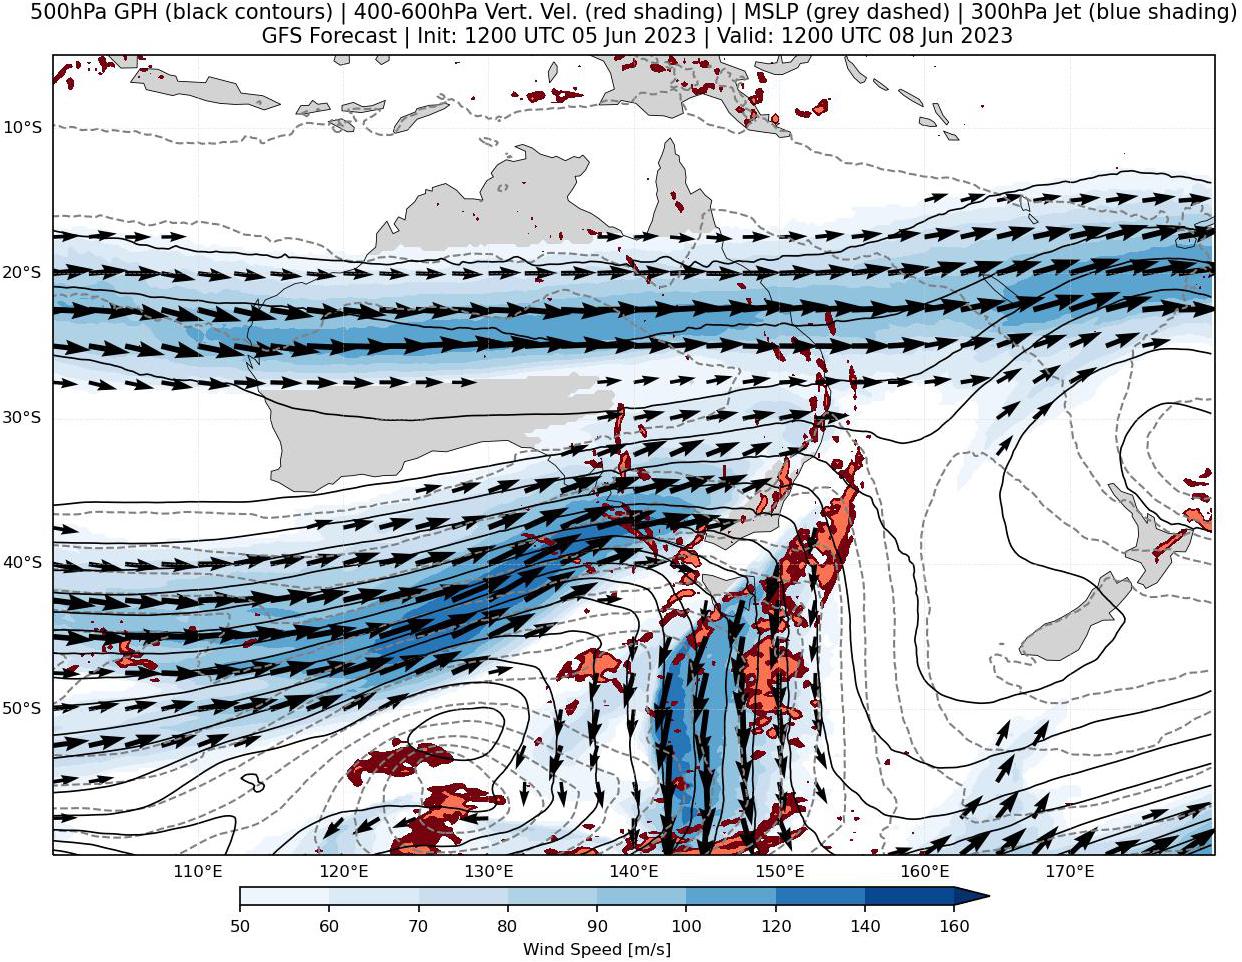 500hPa GPH (black contours) | 400-600hPa Vert. Vel. (red shading) | MSLP (grey dashed) | 300hPa Jet (blue shading)
GFS Forecast | Init: 1200 UTC 05 Jun 2023 | Valid: 1200 UTC 08 Jun 2023
10°S
20°S
30°S
40°S
50°S
110°E 120°E 130°E 140°E 150°E 160°E 170°E
50 60 70 80 90 100 120 140 160
Wind Speed [m/s]